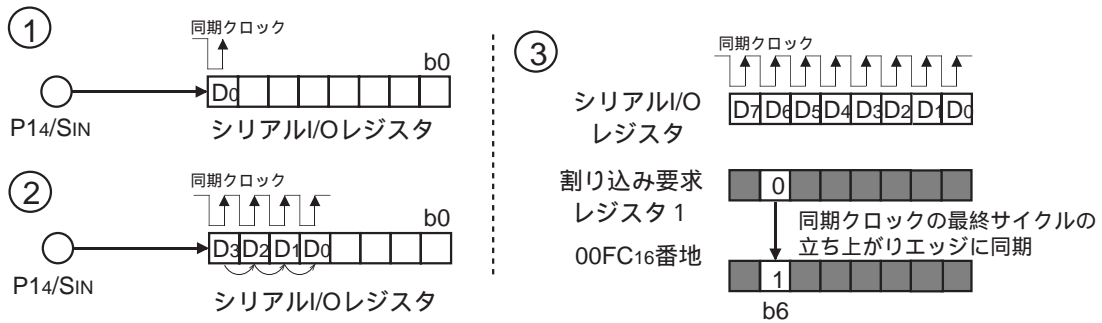 ①
同期クロック
b0
D0
P14/SIN
シリアルI/Oレジスタ
②
同期クロック
b0
D3 D2 D1 D0
P14/SIN
シリアルI/Oレジスタ
③
同期クロック
シリアルI/O
レジスタ
D7 D6 D5 D4 D3 D2 D1 D0
割り込み要求
レジスタ1
00FC16番地
0
同期クロックの最終サイクルの
立ち上がりエッジに同期
1
b6